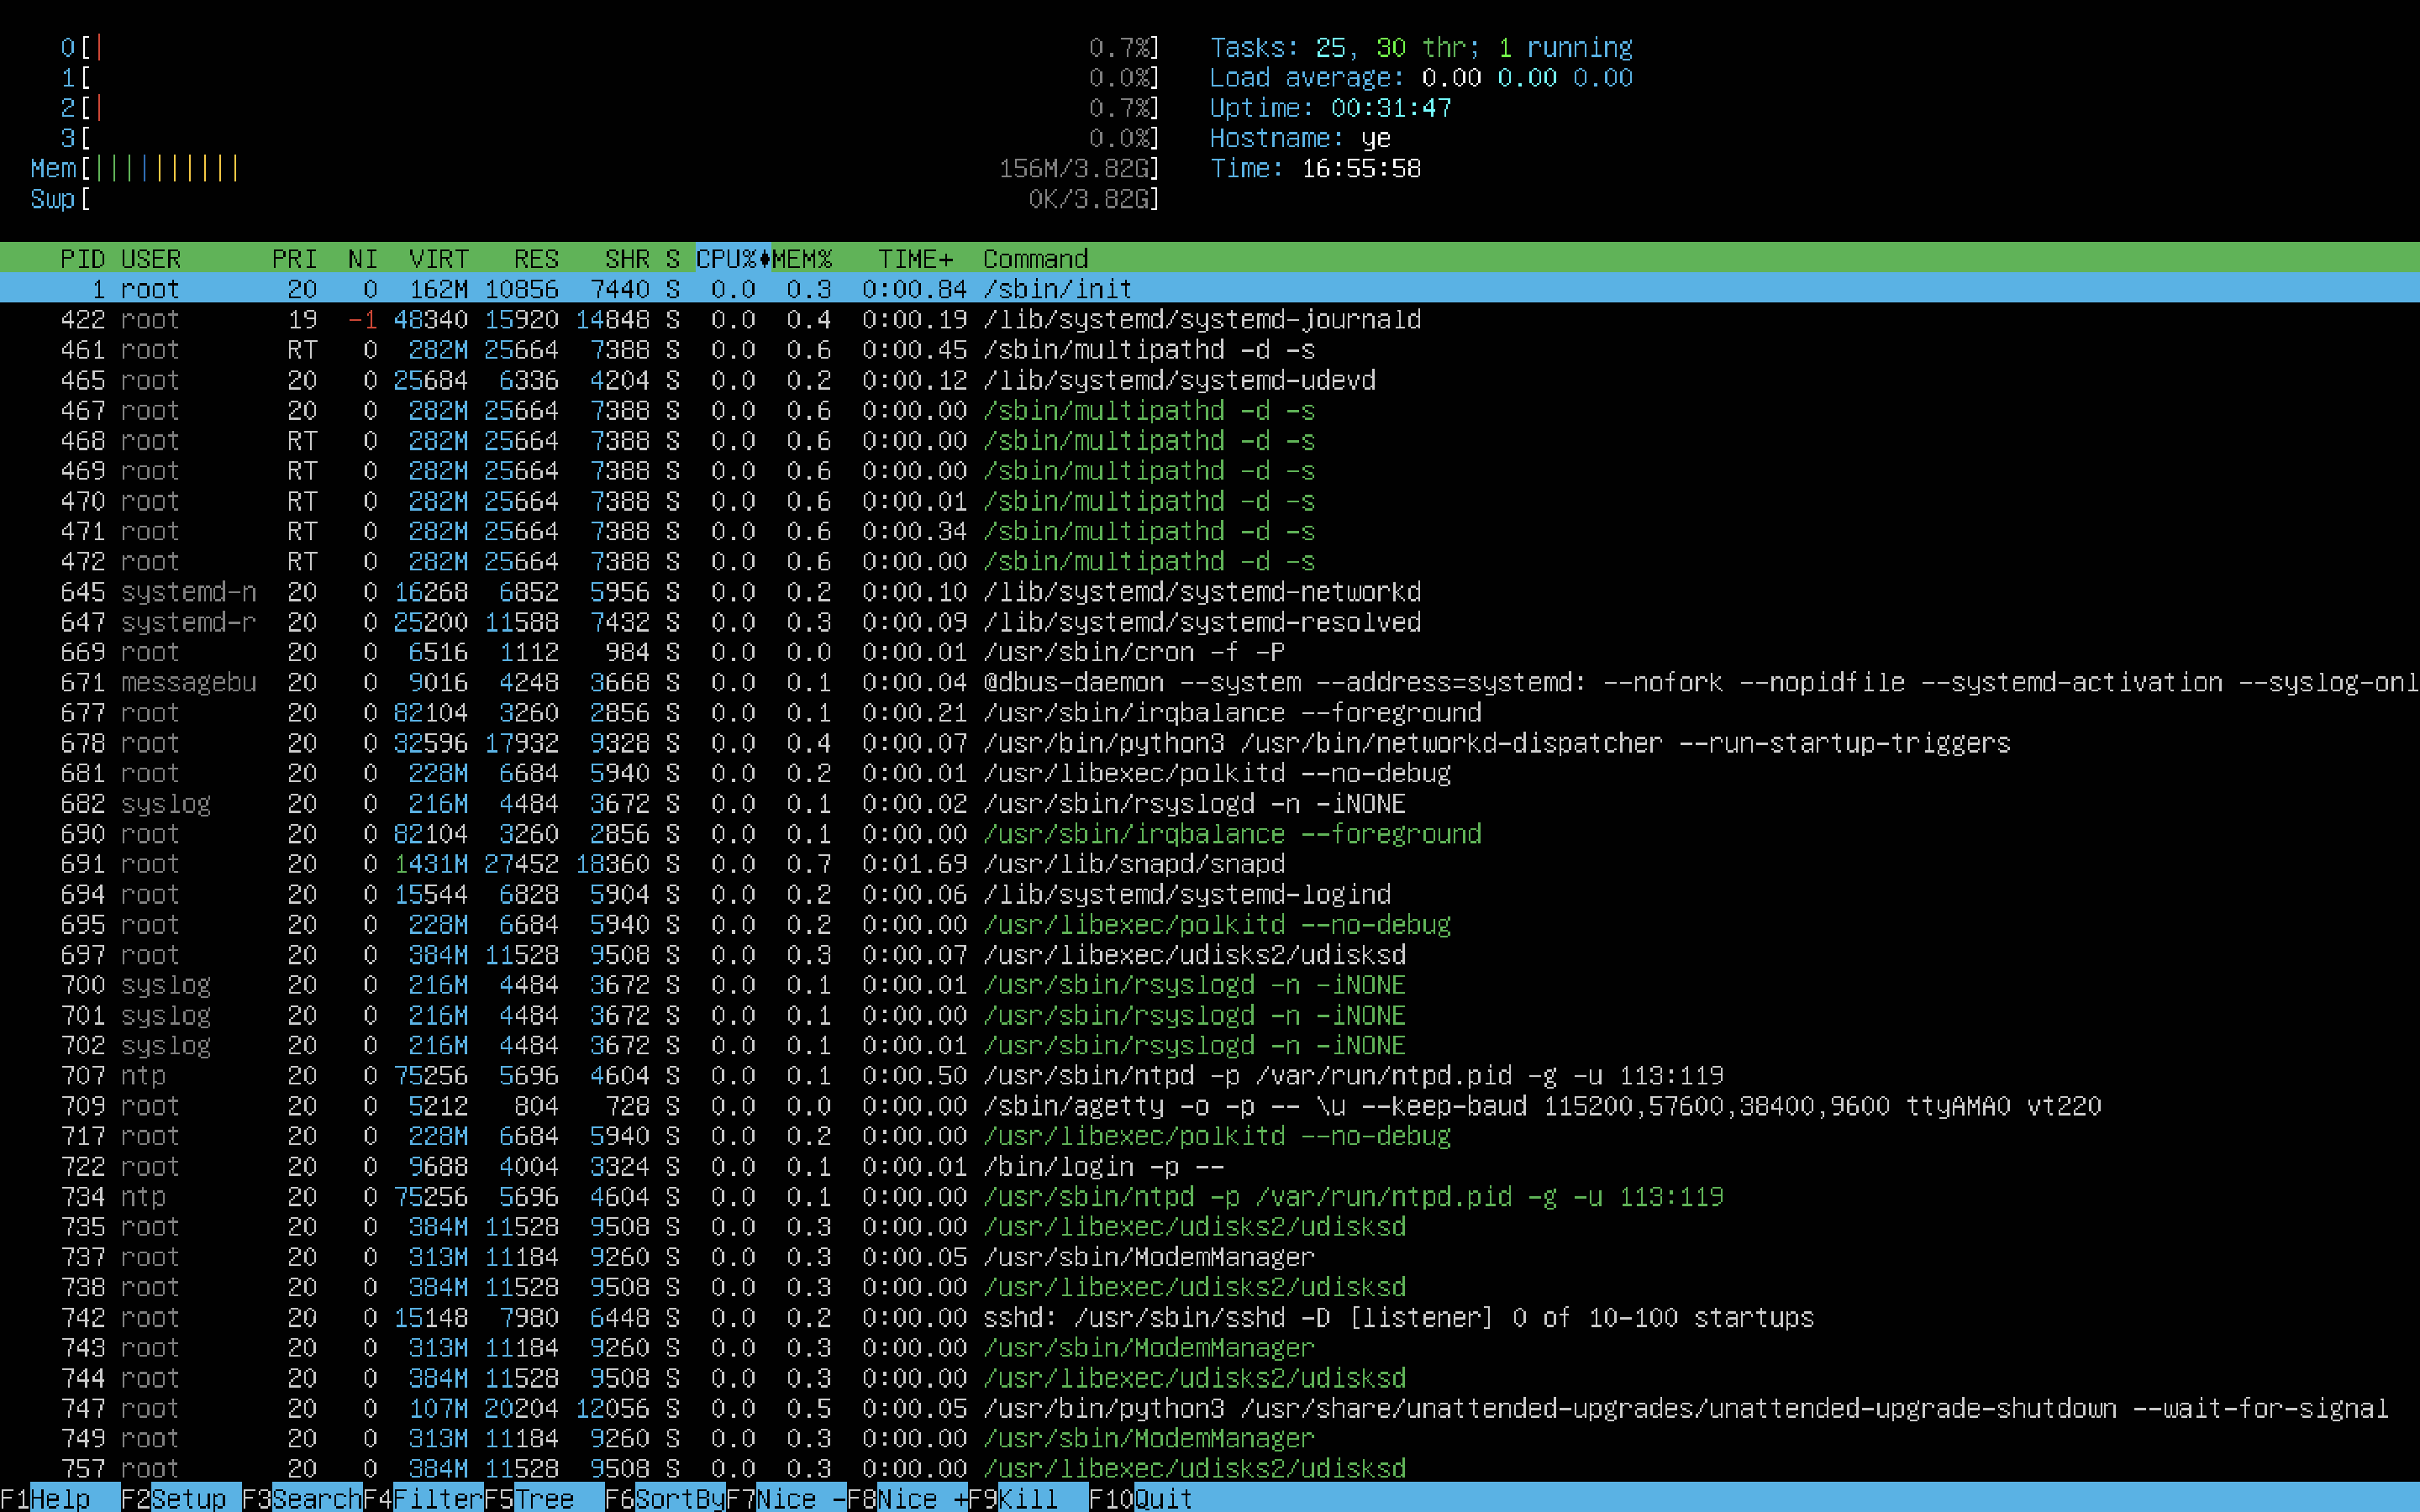 0[| 0.7%] Tasks: 25, 30 thr; 1 running
1[ 0.0%] Load average: 0.00 0.00 0.00
2[| 0.7%] Uptime: 00:31:47
3[ 0.0%] Hostname: ye
Mem[|||||||||| 156M/3.82G] Time: 16:55:58
Swp[ 0K/3.82G]
PID USER PRI NI VIRT RES SHR S CPU%♦MEM% TIME+ Command
1 root 20 0 162M 10856 7440 S 0.0 0.3 0:00.84 /sbin/init
422 root 19 -1 48340 15920 14848 S 0.0 0.4 0:00.19 /lib/systemd/systemd-journald
461 root RT 0 282M 25664 7388 S 0.0 0.6 0:00.45 /sbin/multipathd -d -s
465 root 20 0 25684 6336 4204 S 0.0 0.2 0:00.12 /lib/systemd/systemd-udevd
467 root 20 0 282M 25664 7388 S 0.0 0.6 0:00.00 /sbin/multipathd -d -s
468 root RT 0 282M 25664 7388 S 0.0 0.6 0:00.00 /sbin/multipathd -d -s
469 root RT 0 282M 25664 7388 S 0.0 0.6 0:00.00 /sbin/multipathd -d -s
470 root RT 0 282M 25664 7388 S 0.0 0.6 0:00.01 /sbin/multipathd -d -s
471 root RT 0 282M 25664 7388 S 0.0 0.6 0:00.34 /sbin/multipathd -d -s
472 root RT 0 282M 25664 7388 S 0.0 0.6 0:00.00 /sbin/multipathd -d -s
645 systemd-n 20 0 16268 6852 5956 S 0.0 0.2 0:00.10 /lib/systemd/systemd-networkd
647 systemd-r 20 0 25200 11588 7432 S 0.0 0.3 0:00.09 /lib/systemd/systemd-resolved
669 root 20 0 6516 1112 984 S 0.0 0.0 0:00.01 /usr/sbin/cron -f -P
671 messagebu 20 0 9016 4248 3668 S 0.0 0.1 0:00.04 @dbus-daemon --system --address=systemd: --nofork --nopidfile --systemd-activation --syslog-onl
677 root 20 0 82104 3260 2856 S 0.0 0.1 0:00.21 /usr/sbin/irqbalance --foreground
678 root 20 0 32596 17932 9328 S 0.0 0.4 0:00.07 /usr/bin/python3 /usr/bin/networkd-dispatcher --run-startup-triggers
681 root 20 0 228M 6684 5940 S 0.0 0.2 0:00.01 /usr/libexec/polkitd --no-debug
682 syslog 20 0 216M 4484 3672 S 0.0 0.1 0:00.02 /usr/sbin/rsyslogd -n -iNONE
690 root 20 0 82104 3260 2856 S 0.0 0.1 0:00.00 /usr/sbin/irqbalance --foreground
691 root 20 0 1431M 27452 18360 S 0.0 0.7 0:01.69 /usr/lib/snapd/snapd
694 root 20 0 15544 6828 5904 S 0.0 0.2 0:00.06 /lib/systemd/systemd-logind
695 root 20 0 228M 6684 5940 S 0.0 0.2 0:00.00 /usr/libexec/polkitd --no-debug
697 root 20 0 384M 11528 9508 S 0.0 0.3 0:00.07 /usr/libexec/udisks2/udisksd
700 syslog 20 0 216M 4484 3672 S 0.0 0.1 0:00.01 /usr/sbin/rsyslogd -n -iNONE
701 syslog 20 0 216M 4484 3672 S 0.0 0.1 0:00.00 /usr/sbin/rsyslogd -n -iNONE
702 syslog 20 0 216M 4484 3672 S 0.0 0.1 0:00.01 /usr/sbin/rsyslogd -n -iNONE
707 ntp 20 0 75256 5696 4604 S 0.0 0.1 0:00.50 /usr/sbin/ntpd -p /var/run/ntpd.pid -g -u 113:119
709 root 20 0 5212 804 728 S 0.0 0.0 0:00.00 /sbin/agetty -o -p -- \u --keep-baud 115200,57600,38400,9600 ttyAMA0 vt220
717 root 20 0 228M 6684 5940 S 0.0 0.2 0:00.00 /usr/libexec/polkitd --no-debug
722 root 20 0 9688 4004 3324 S 0.0 0.1 0:00.01 /bin/login -p --
734 ntp 20 0 75256 5696 4604 S 0.0 0.1 0:00.00 /usr/sbin/ntpd -p /var/run/ntpd.pid -g -u 113:119
735 root 20 0 384M 11528 9508 S 0.0 0.3 0:00.00 /usr/libexec/udisks2/udisksd
737 root 20 0 313M 11184 9260 S 0.0 0.3 0:00.05 /usr/sbin/ModemManager
738 root 20 0 384M 11528 9508 S 0.0 0.3 0:00.00 /usr/libexec/udisks2/udisksd
742 root 20 0 15148 7980 6448 S 0.0 0.2 0:00.00 sshd: /usr/sbin/sshd -D [listener] 0 of 10-100 startups
743 root 20 0 313M 11184 9260 S 0.0 0.3 0:00.00 /usr/sbin/ModemManager
744 root 20 0 384M 11528 9508 S 0.0 0.3 0:00.00 /usr/libexec/udisks2/udisksd
747 root 20 0 107M 20204 12056 S 0.0 0.5 0:00.05 /usr/bin/python3 /usr/share/unattended-upgrades/unattended-upgrade-shutdown --wait-for-signal
749 root 20 0 313M 11184 9260 S 0.0 0.3 0:00.00 /usr/sbin/ModemManager
757 root 20 0 384M 11528 9508 S 0.0 0.3 0:00.00 /usr/libexec/udisks2/udisksd
F1Help F2Setup F3SearchF4FilterF5Tree F6SortByF7Nice -F8Nice +F9Kill F10Quit